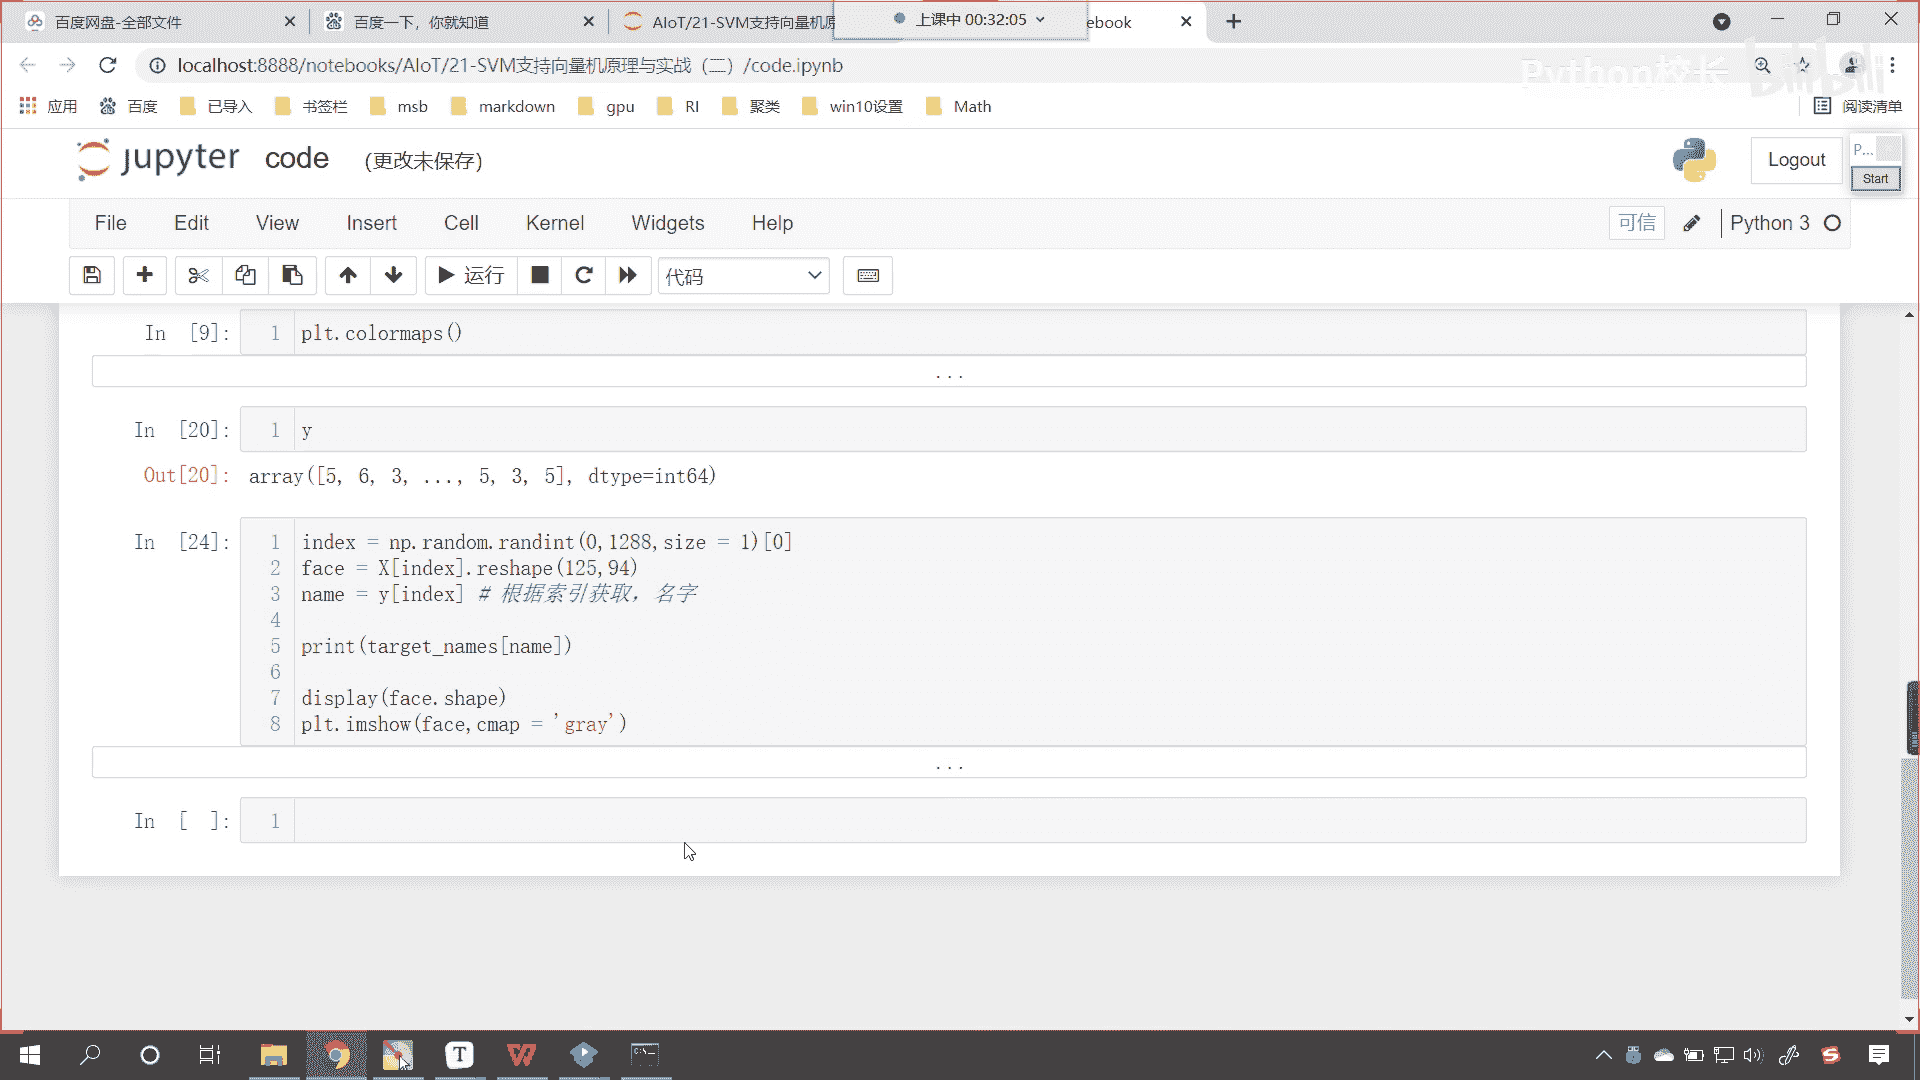 百度网盘-全部文件
百度一下，你就知道
AIoT/21-SVM支持向量机原
上课中 00:32:05
ebook
localhost:8888/notebooks/AIoT/21-SVM支持向量机原理与实战（二）/code.ipynb
Python校长
bilibili
应用
百度
已导入
书签栏
msb
markdown
gpu
RI
聚类
win10设置
Math
阅读清单
jupyter code (更改未保存)
Logout
P...
Start
File Edit View Insert Cell Kernel Widgets Help
可信
Python 3
运行
代码
In [9]:
1 plt.colormaps()
...
In [20]:
1 y
Out[20]: array([5, 6, 3, ..., 5, 3, 5], dtype=int64)
In [24]:
1 index = np.random.randint(0,1288,size = 1)[0]
2 face = X[index].reshape(125,94)
3 name = y[index] # 根据索引获取，名字
4
5 print(target_names[name])
6
7 display(face.shape)
8 plt.imshow(face,cmap = 'gray')
...
In [ ]:
1